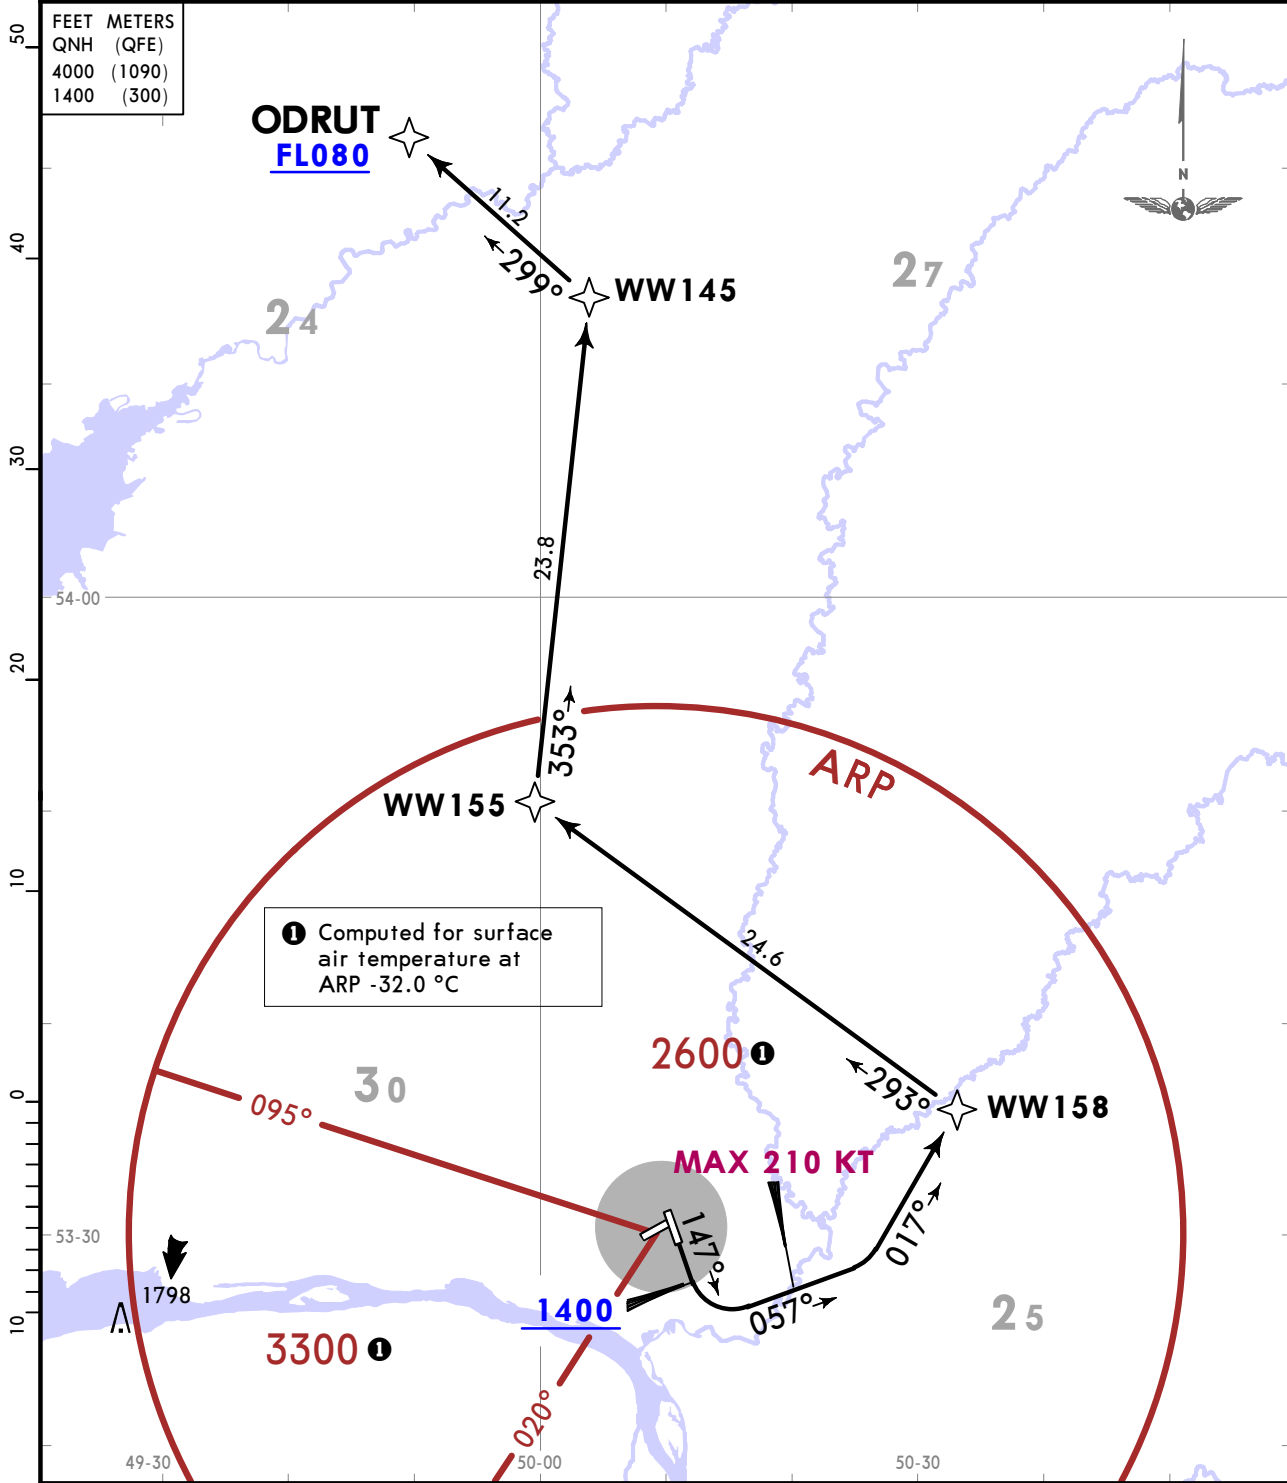 FEET METERS
QNH (QFE)
4000 (1090)
1400 (300)
50
40
30
20
10
0
10
ODRUT
FL080
11.2
299°
WW145
N
27
24
23.8
54-00
353°
ARP
WW155
24.6
❶ Computed for surface
air temperature at
ARP -32.0 °C
2600 ❶
293°
WW158
30
095°
MAX 210 KT
147°
017°
53-30
1798
1400
057°
25
3300 ❶
020°
49-30
50-00
50-30